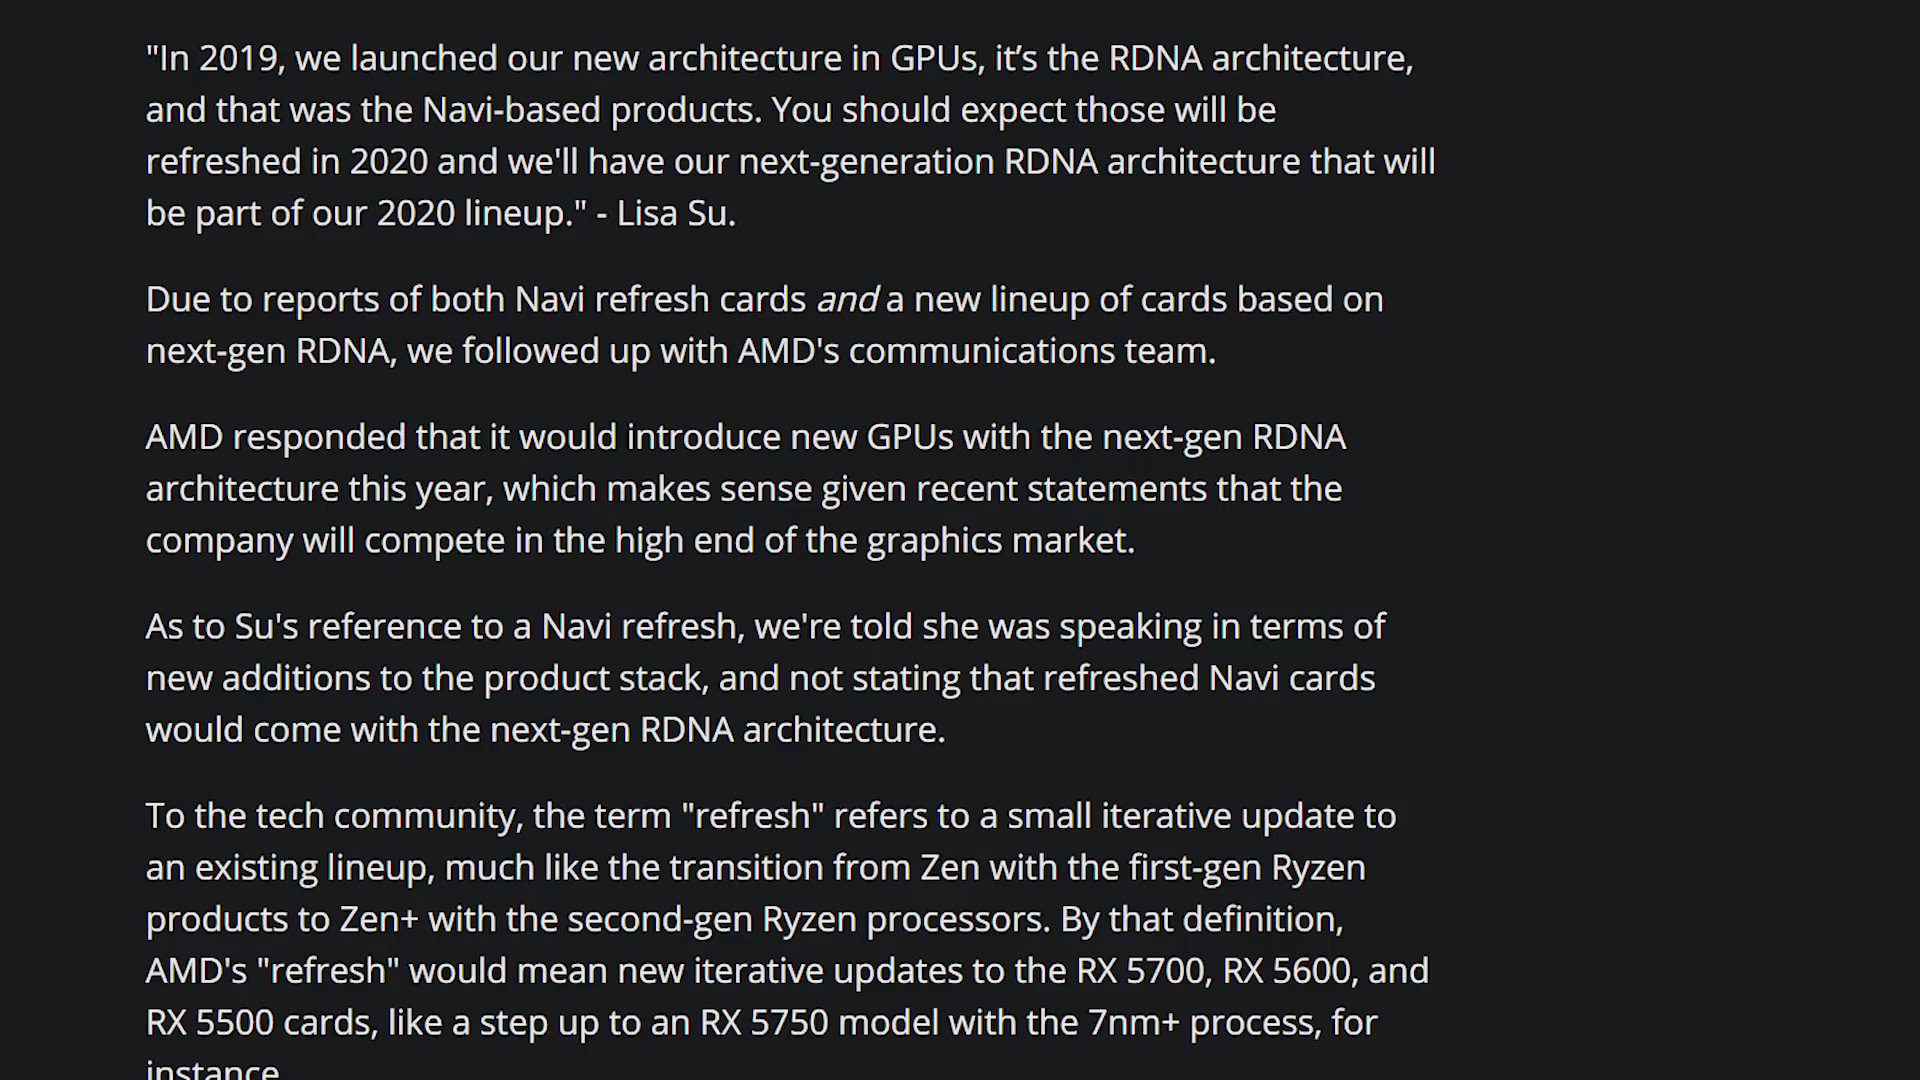 "In 2019, we launched our new architecture in GPUs, it’s the RDNA architecture,
and that was the Navi-based products. You should expect those will be
refreshed in 2020 and we'll have our next-generation RDNA architecture that will
be part of our 2020 lineup." - Lisa Su.
Due to reports of both Navi refresh cards and a new lineup of cards based on
next-gen RDNA, we followed up with AMD's communications team.
AMD responded that it would introduce new GPUs with the next-gen RDNA
architecture this year, which makes sense given recent statements that the
company will compete in the high end of the graphics market.
As to Su's reference to a Navi refresh, we're told she was speaking in terms of
new additions to the product stack, and not stating that refreshed Navi cards
would come with the next-gen RDNA architecture.
To the tech community, the term "refresh" refers to a small iterative update to
an existing lineup, much like the transition from Zen with the first-gen Ryzen
products to Zen+ with the second-gen Ryzen processors. By that definition,
AMD's "refresh" would mean new iterative updates to the RX 5700, RX 5600, and
RX 5500 cards, like a step up to an RX 5750 model with the 7nm+ process, for
instance